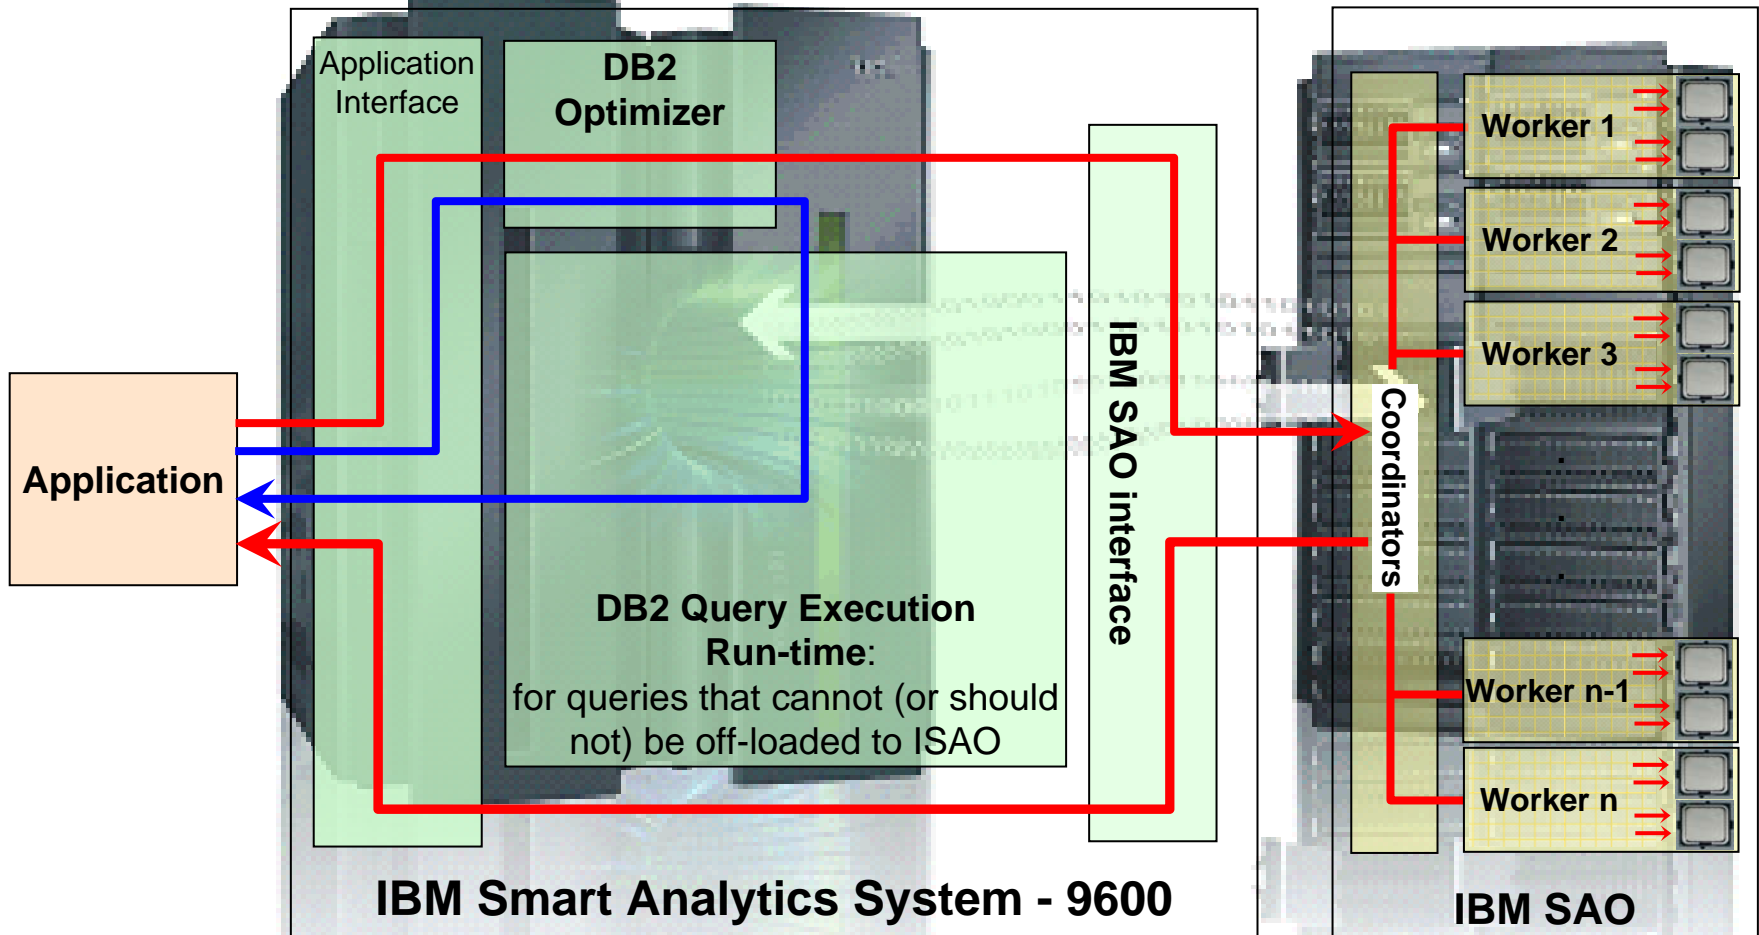 Application
Interface
DB2
Optimizer
Application
DB2 Query Execution
Run-time:
for queries that cannot (or should
not) be off-loaded to ISAO
IBM SAO interface
IBM Smart Analytics System - 9600
Coordinators
Worker 1
Worker 2
Worker 3
Worker n-1
Worker n
IBM SAO